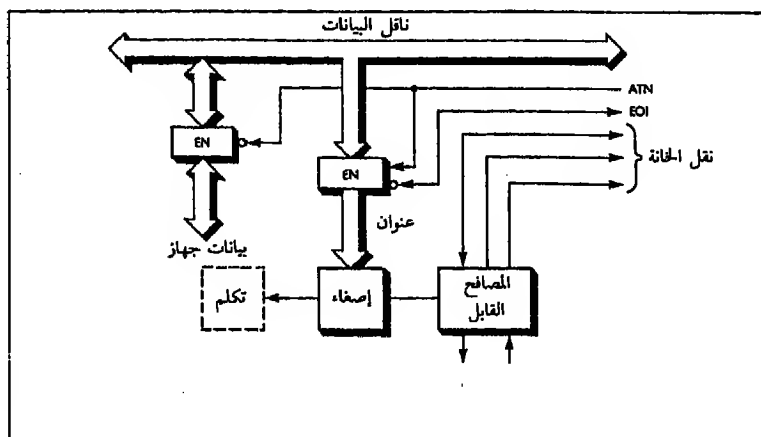 ناقل البيانات
ATN
EOI
نقل الخانة
EN
EN
عنوان
بيانات جهاز
تكلم
إصغاء
المصافح
القابل